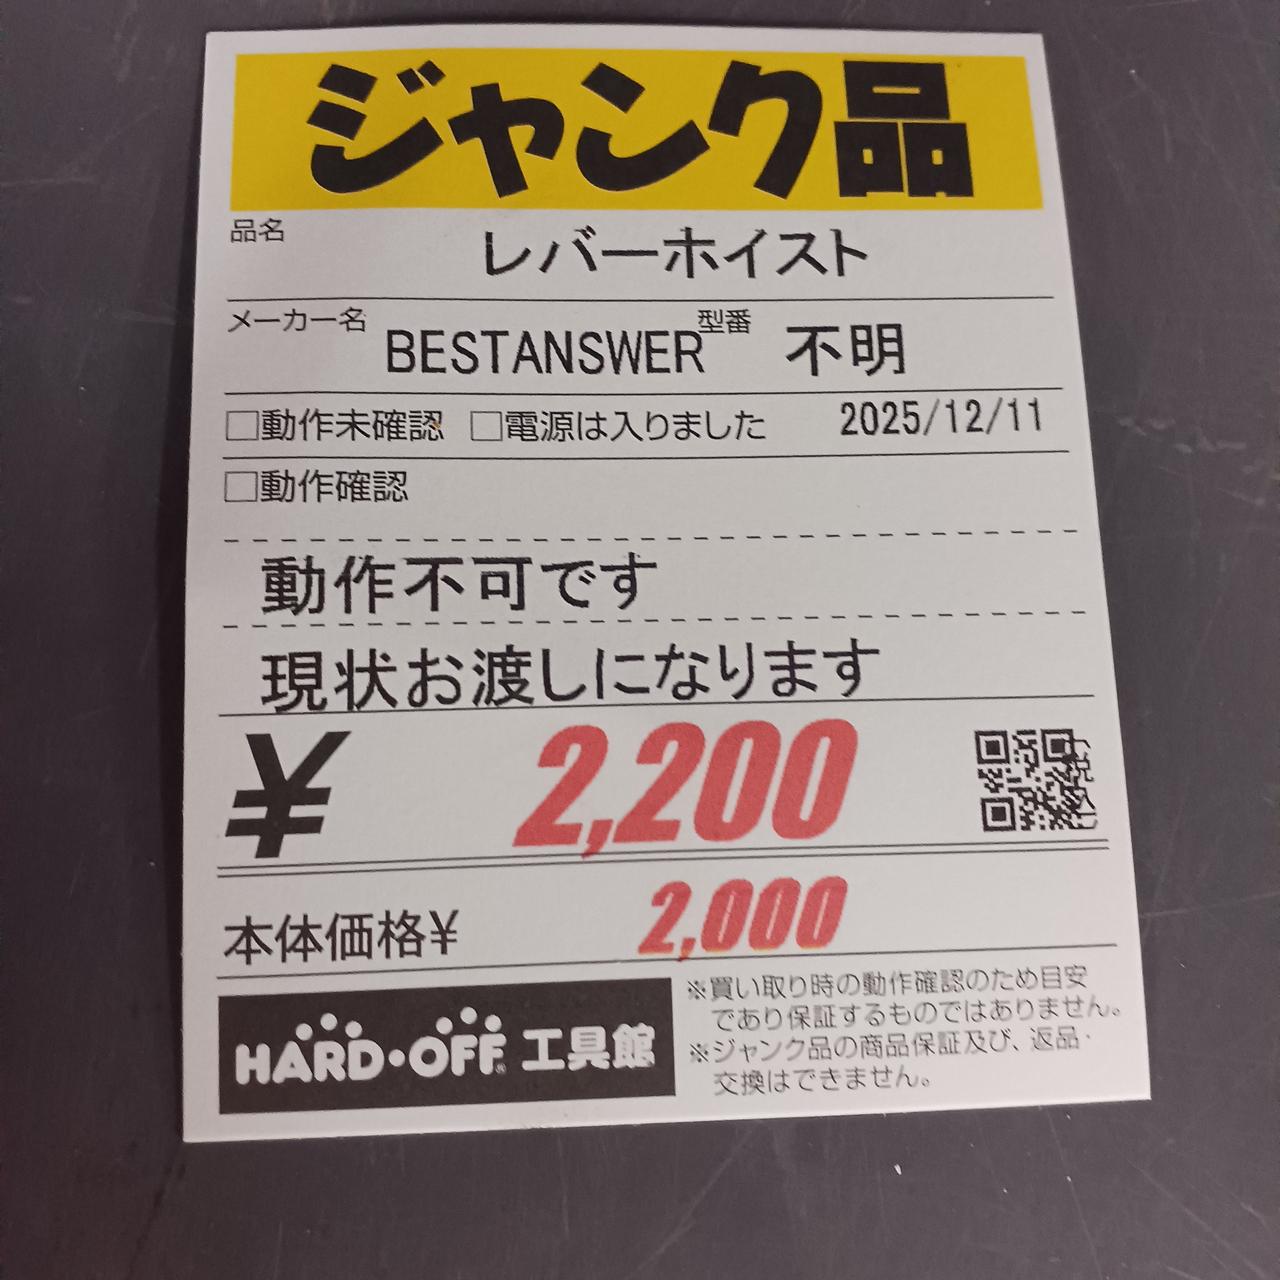 ジャンク品
品名
レバーホイスト
メーカー名 BESTANSWER 型番 不明
□動作未確認 □電源は入りました 2025/12/11
□動作確認
動作不可です
現状お渡しになります
¥ 2,200
本体価格¥ 2,000
HARD・OFF 工具館
※買い取り時の動作確認のため目安
であり保証するものではありません。
※ジャンク品の商品保証及び、返品・
交換はできません。